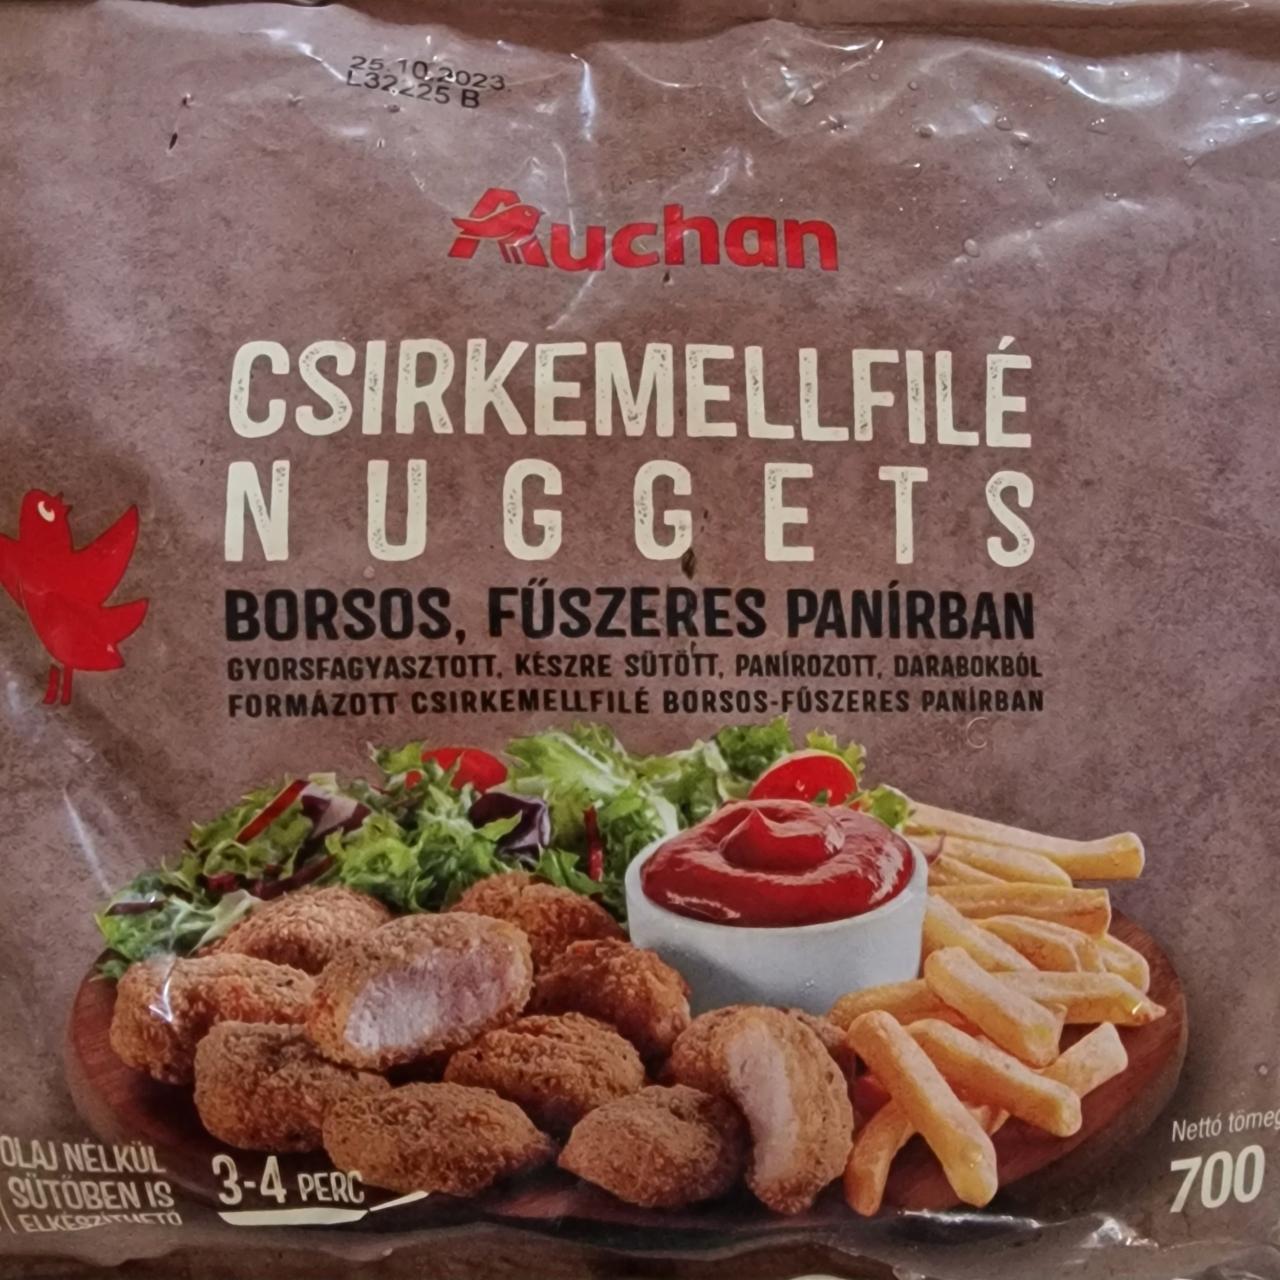 25.10.2023
L32225 B
Auchan
CSIRKEMELLFILÉ
NUGGETS
BORSOS, FŰSZERES PANÍRBAN
GYORSFAGYASZTOTT, KÉSZRE SÜTÖTT, PANÍROZOTT, DARABOKBÓL
FORMÁZOTT CSIRKEMELLFILÉ BORSOS-FŰSZERES PANÍRBAN
OLAJ NÉLKÜL
SÜTŐBEN IS
ELKÉSZÍTHETŐ
3-4 PERC
Nettó tömeg
700